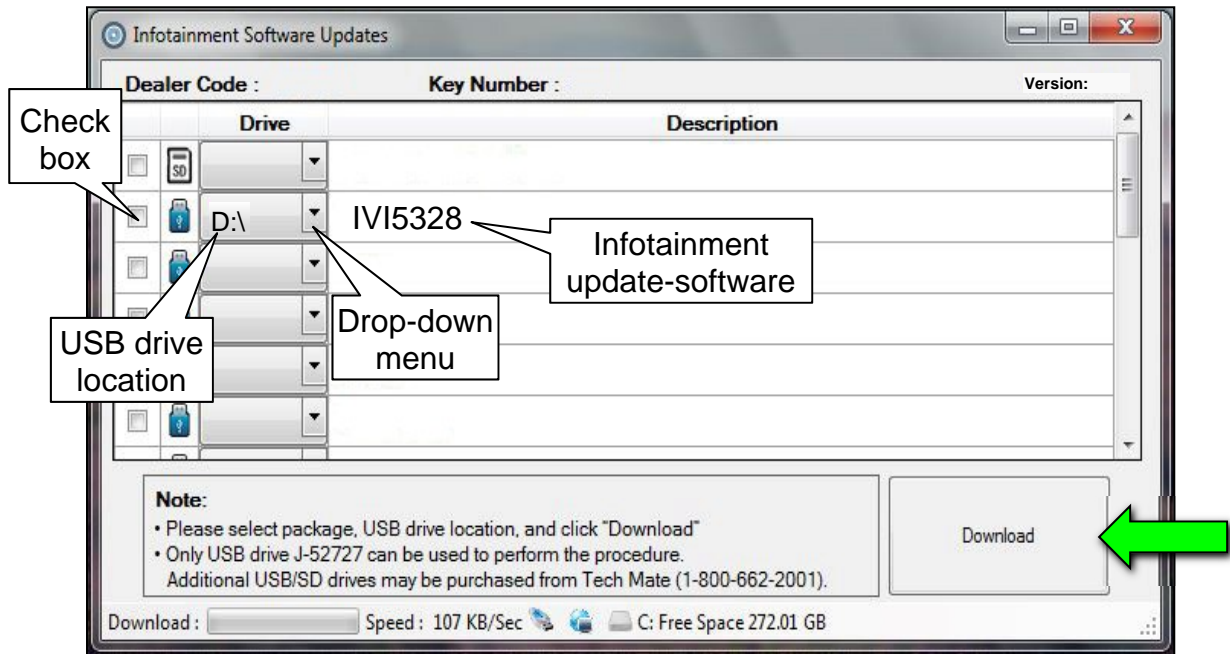 Infotainment Software Updates
Dealer Code :
Key Number :
Version:
Check
box
Drive
Description
SD
D:\
IVI5328
Infotainment
update-software
Drop-down
menu
USB drive
location
Note:
• Please select package, USB drive location, and click "Download"
• Only USB drive J-52727 can be used to perform the procedure.
Additional USB/SD drives may be purchased from Tech Mate (1-800-662-2001).
Download
Download :
Speed : 107 KB/Sec
C: Free Space 272.01 GB